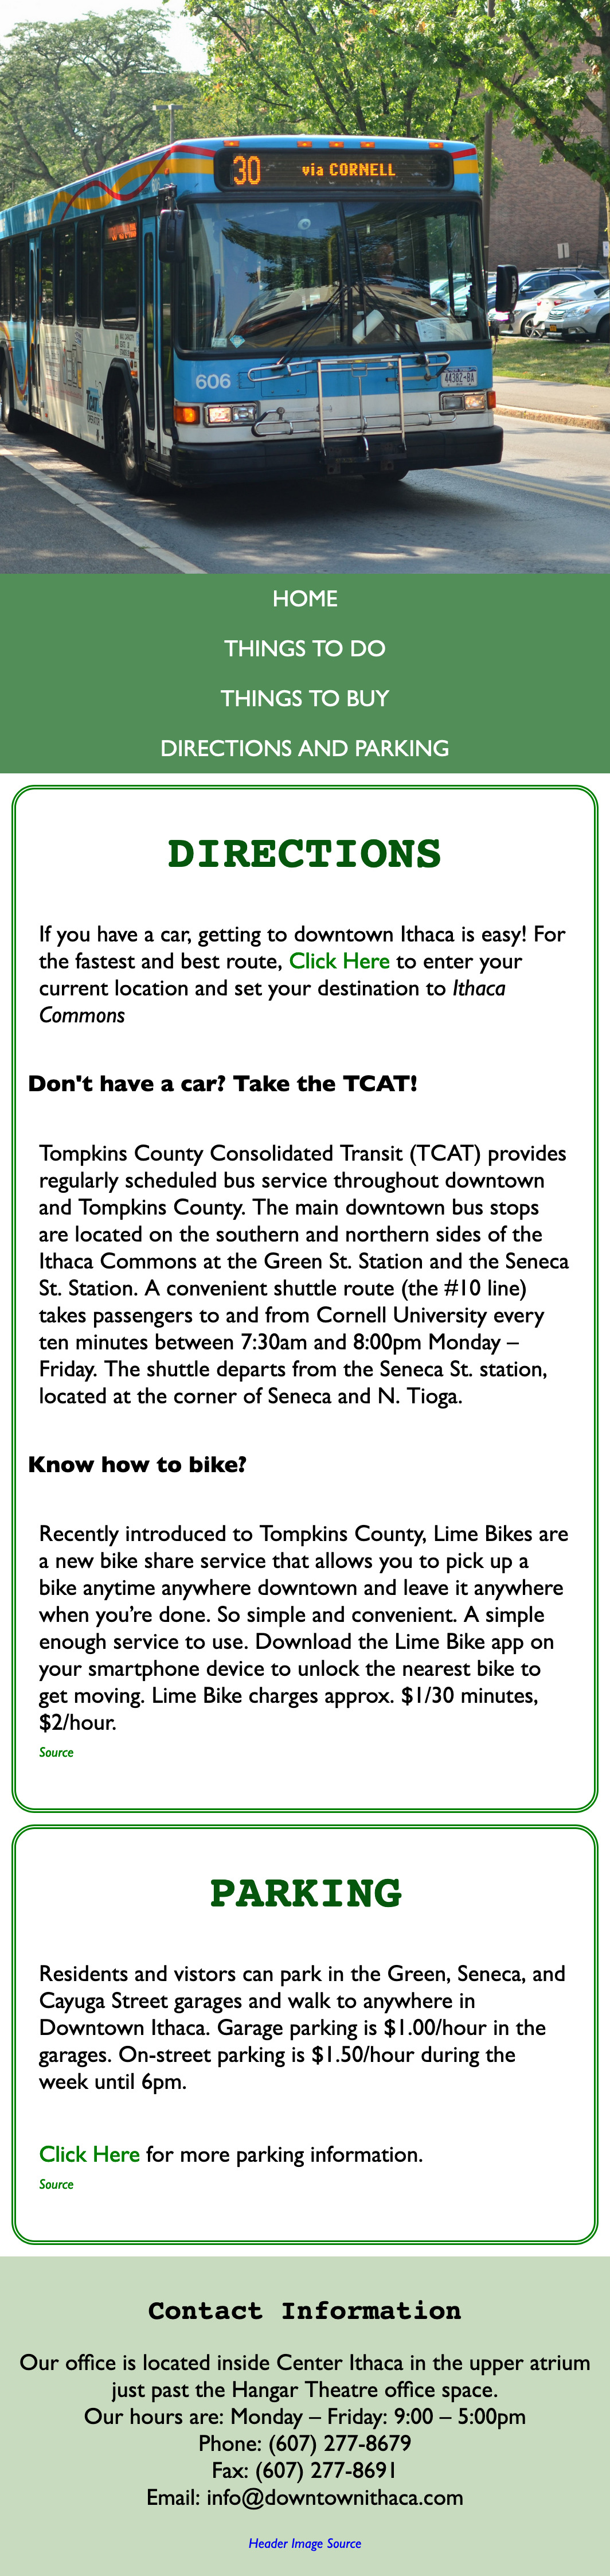 30 via CORNELL
606
44382-BA
HOME
THINGS TO DO
THINGS TO BUY
DIRECTIONS AND PARKING
DIRECTIONS
If you have a car, getting to downtown Ithaca is easy! For
the fastest and best route, Click Here to enter your
current location and set your destination to Ithaca
Commons
Don't have a car? Take the TCAT!
Tompkins County Consolidated Transit (TCAT) provides
regularly scheduled bus service throughout downtown
and Tompkins County. The main downtown bus stops
are located on the southern and northern sides of the
Ithaca Commons at the Green St. Station and the Seneca
St. Station. A convenient shuttle route (the #10 line)
takes passengers to and from Cornell University every
ten minutes between 7:30am and 8:00pm Monday –
Friday. The shuttle departs from the Seneca St. station,
located at the corner of Seneca and N. Tioga.
Know how to bike?
Recently introduced to Tompkins County, Lime Bikes are
a new bike share service that allows you to pick up a
bike anytime anywhere downtown and leave it anywhere
when you’re done. So simple and convenient. A simple
enough service to use. Download the Lime Bike app on
your smartphone device to unlock the nearest bike to
get moving. Lime Bike charges approx. $1/30 minutes,
$2/hour.
Source
PARKING
Residents and vistors can park in the Green, Seneca, and
Cayuga Street garages and walk to anywhere in
Downtown Ithaca. Garage parking is $1.00/hour in the
garages. On-street parking is $1.50/hour during the
week until 6pm.
Click Here for more parking information.
Source
Contact Information
Our office is located inside Center Ithaca in the upper atrium
just past the Hangar Theatre office space.
Our hours are: Monday – Friday: 9:00 – 5:00pm
Phone: (607) 277-8679
Fax: (607) 277-8691
Email: info@downtownithaca.com
Header Image Source